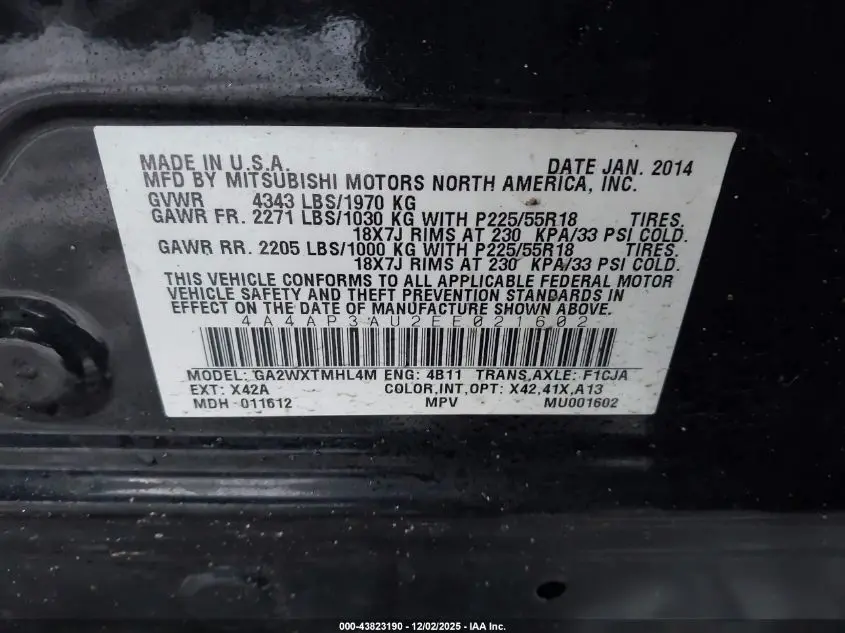 MADE IN U.S.A. DATE JAN. 2014
MFD BY MITSUBISHI MOTORS NORTH AMERICA, INC.
GVWR 4343 LBS/1970 KG
GAWR FR. 2271 LBS/1030 KG WITH P225/55R18 TIRES.
18X7J RIMS AT 230 KPA/33 PSI COLD.
GAWR RR. 2205 LBS/1000 KG WITH P225/55R18 TIRES.
18X7J RIMS AT 230 KPA/33 PSI COLD.
THIS VEHICLE CONFORMS TO ALL APPLICABLE FEDERAL MOTOR
VEHICLE SAFETY AND THEFT PREVENTION STANDARDS IN
EFFECT ON THE DATE OF MANUFACTURE SHOWN ABOVE.
4A4AP3AU2EE021602
MODEL: GA2WXTMHL4M ENG: 4B11 TRANS,AXLE: F1CJA
EXT: X42A COLOR,INT,OPT: X42,41X,A13
MDH-011612 MPV MU001602
000-43823190 - 12/02/2025 - IAA Inc.